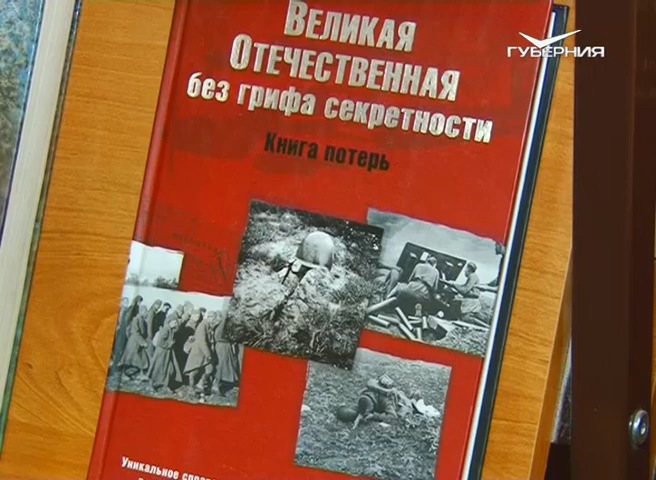 ГУБЕРНИЯ
ВЕЛИКАЯ
ОТЕЧЕСТВЕННАЯ
без грифа секретности
Книга потерь
Уникальное